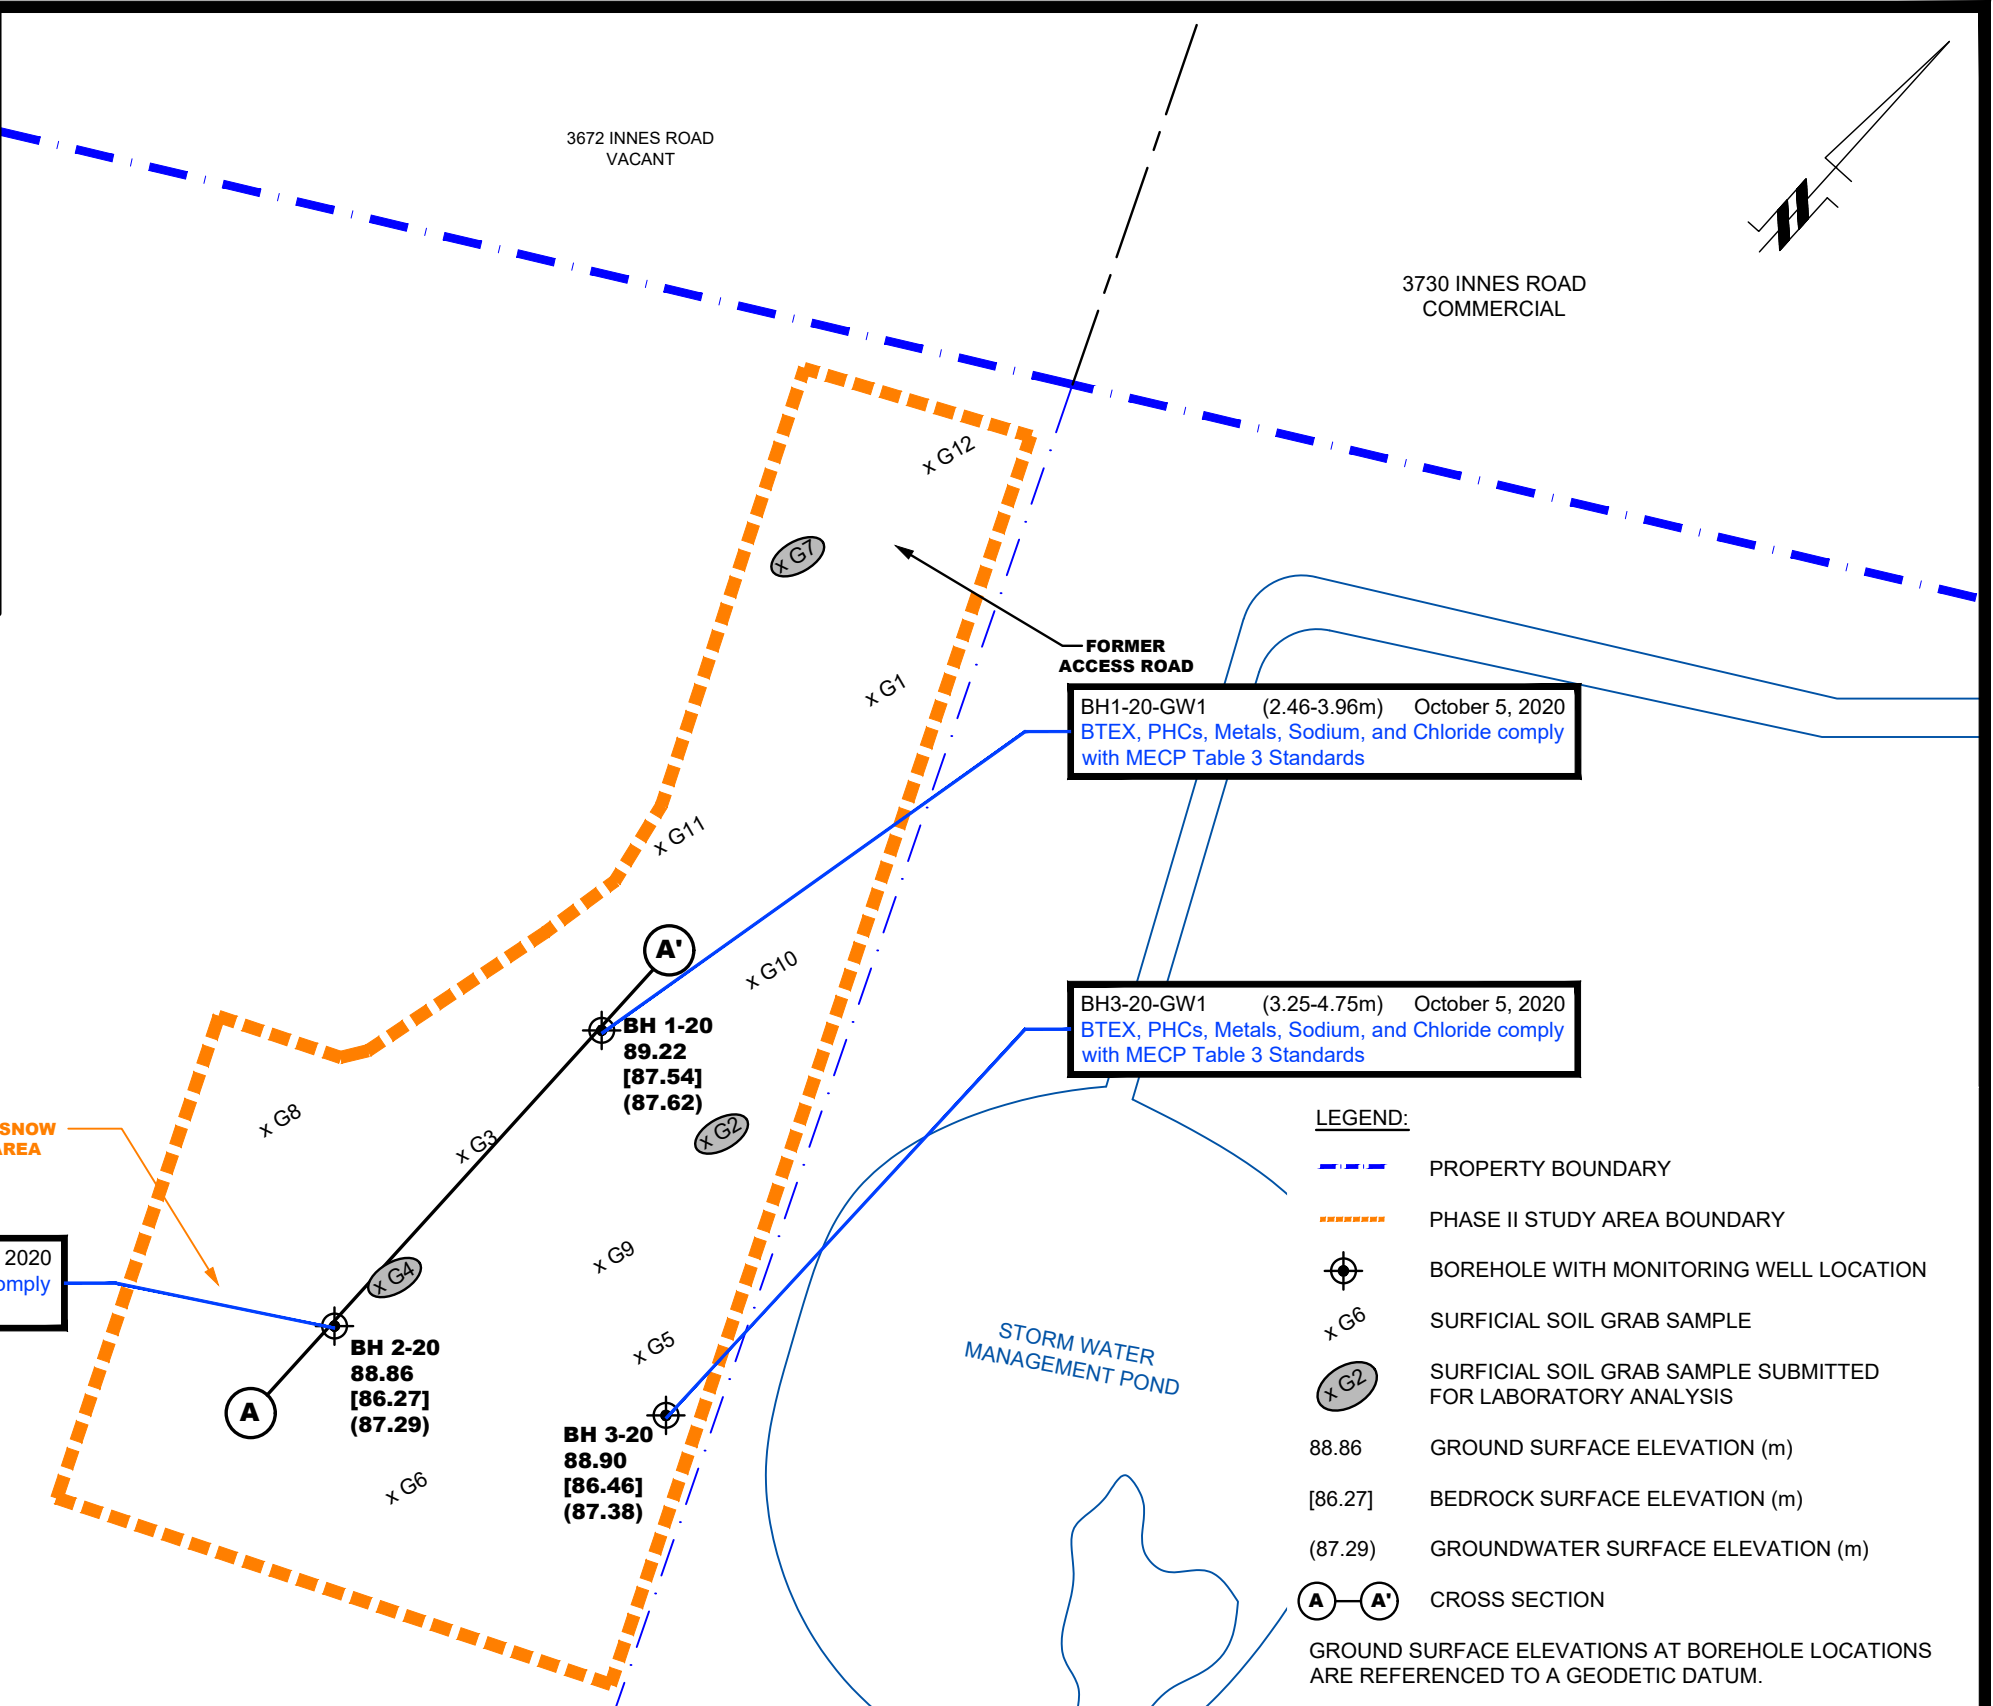 3672 INNES ROAD
VACANT
3730 INNES ROAD
COMMERCIAL
x G12
x G7
FORMER
ACCESS ROAD
x G1
BH1-20-GW1 (2.46-3.96m) October 5, 2020
BTEX, PHCs, Metals, Sodium, and Chloride comply
with MECP Table 3 Standards
x G11
A'
x G10
BH3-20-GW1 (3.25-4.75m) October 5, 2020
BTEX, PHCs, Metals, Sodium, and Chloride comply
with MECP Table 3 Standards
BH 1-20
89.22
[87.54]
(87.62)
x G8
x G3
x G2
SNOW
AREA
x G9
2020
omply
x G4
BH 2-20
88.86
[86.27]
(87.29)
A
x G5
BH 3-20
88.90
[86.46]
(87.38)
x G6
STORM WATER
MANAGEMENT POND
LEGEND:
PROPERTY BOUNDARY
PHASE II STUDY AREA BOUNDARY
BOREHOLE WITH MONITORING WELL LOCATION
x G6 SURFICIAL SOIL GRAB SAMPLE
x G2 SURFICIAL SOIL GRAB SAMPLE SUBMITTED
FOR LABORATORY ANALYSIS
88.86 GROUND SURFACE ELEVATION (m)
[86.27] BEDROCK SURFACE ELEVATION (m)
(87.29) GROUNDWATER SURFACE ELEVATION (m)
A A' CROSS SECTION
GROUND SURFACE ELEVATIONS AT BOREHOLE LOCATIONS
ARE REFERENCED TO A GEODETIC DATUM.